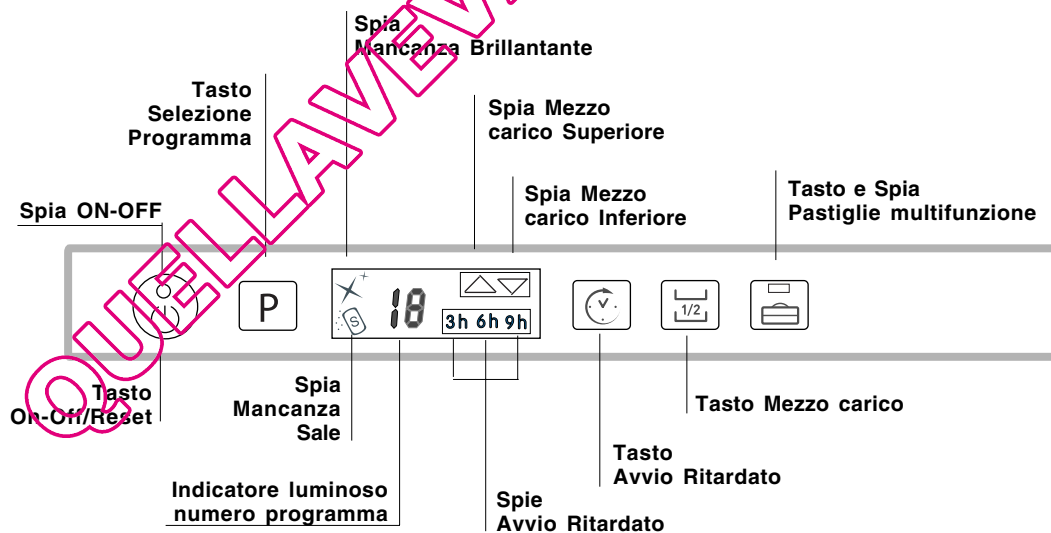 Spia
Mancanza Brillantante
Tasto
Selezione
Programma
Spia Mezzo
carico Superiore
Spia Mezzo
carico Inferiore
Tasto e Spia
Pastiglie multifunzione
Spia ON-OFF
P
18
S
3h 6h 9h
1/2
Tasto
On-Off/Reset
Spia
Mancanza
Sale
Tasto Mezzo carico
Tasto
Avvio Ritardato
Indicatore luminoso
numero programma
Spie
Avvio Ritardato
QUELLAVE